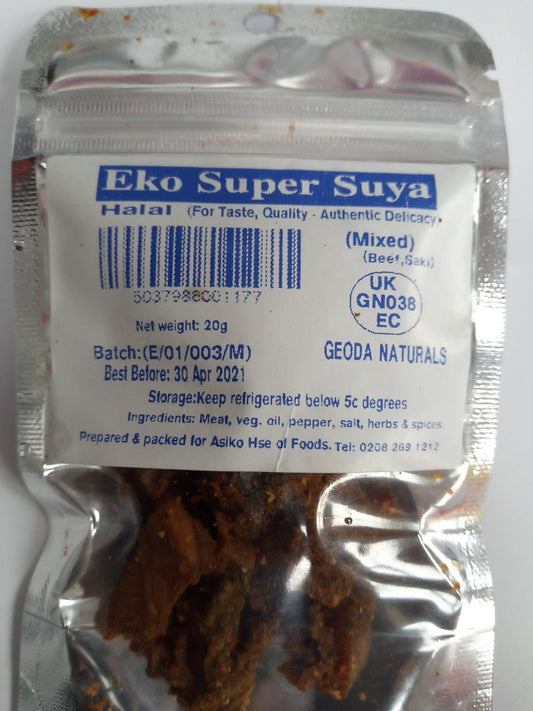 Eko Super Suya
Halal (For Taste, Quality - Authentic Delicacy)
(Mixed)
(Beef,Saki)
5037988001177
UK
GN038
EC
Net weight: 20g
Batch:(E/01/003/M)
GEODA NATURALS
Best Before: 30 Apr 2021
Storage:Keep refrigerated below 5c degrees
Ingredients: Meat, veg. oil, pepper, salt, herbs & spices
Prepared & packed for Asiko Hse of Foods. Tel: 0208 269 1212